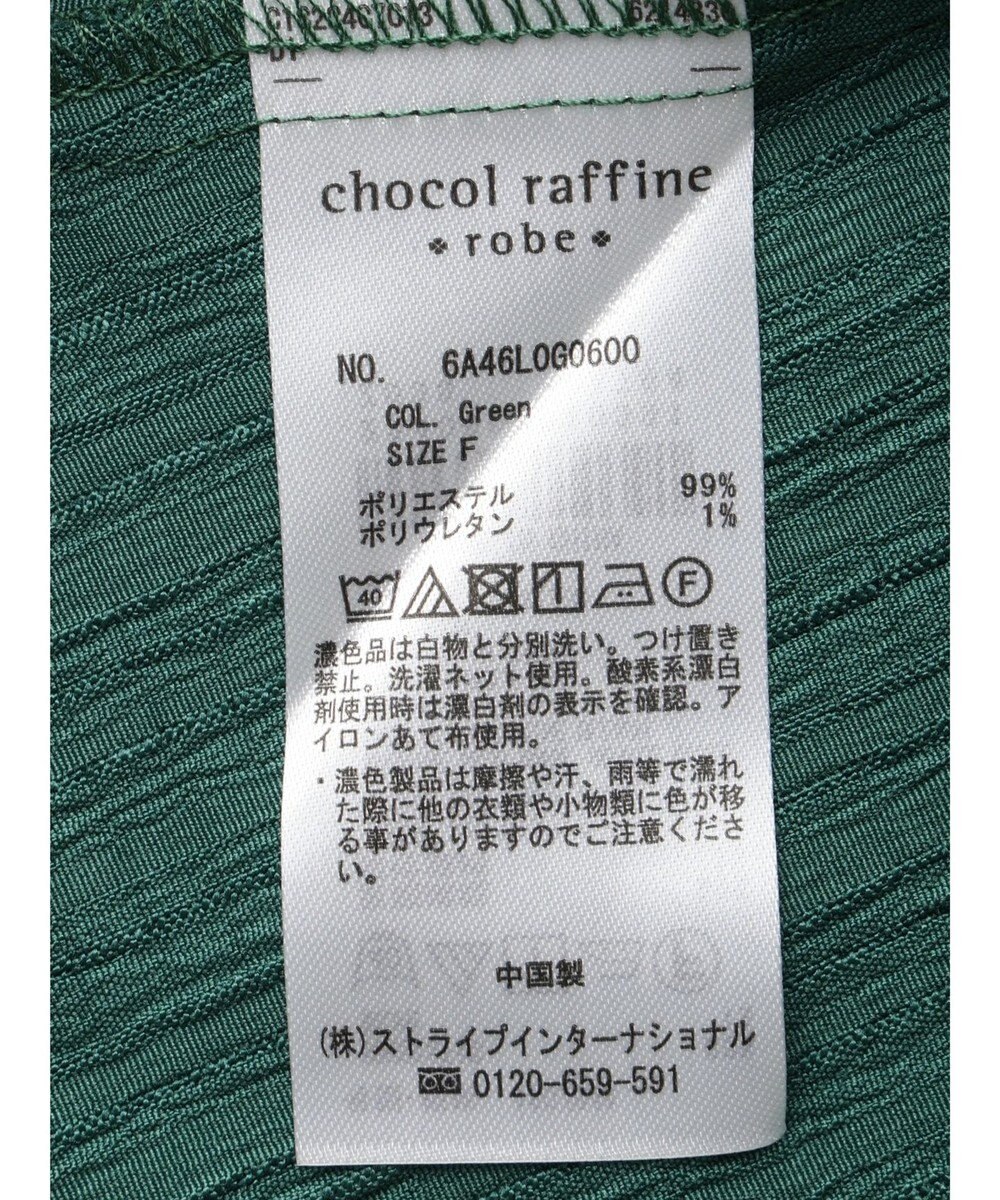 chocol raffine
robe
NO. 6A46L0G0600
COL. Green
SIZE F
ポリエステル 99%
ポリウレタン 1%
40 F
濃色品は白物と分別洗い。つけ置き
禁止。洗濯ネット使用。酸素系漂白
剤使用時は漂白剤の表示を確認。ア
イロンあて布使用。
・濃色製品は摩擦や汗、雨等で濡れ
た際に他の衣類や小物類に色が移
る事がありますのでご注意くださ
い。
中国製
(株)ストライプインターナショナル
0120-659-591